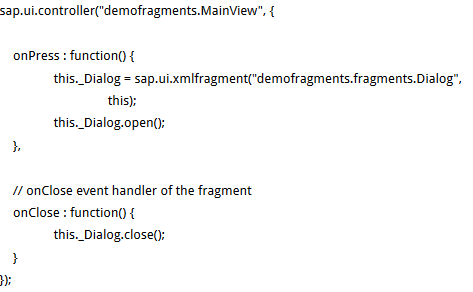 sap.ui.controller("demofragments.MainView", {
onPress : function() {
this._Dialog = sap.ui.xmlfragment("demofragments.fragments.Dialog",
this);
this._Dialog.open();
},
// onClose event handler of the fragment
onClose : function() {
this._Dialog.close();
}
});